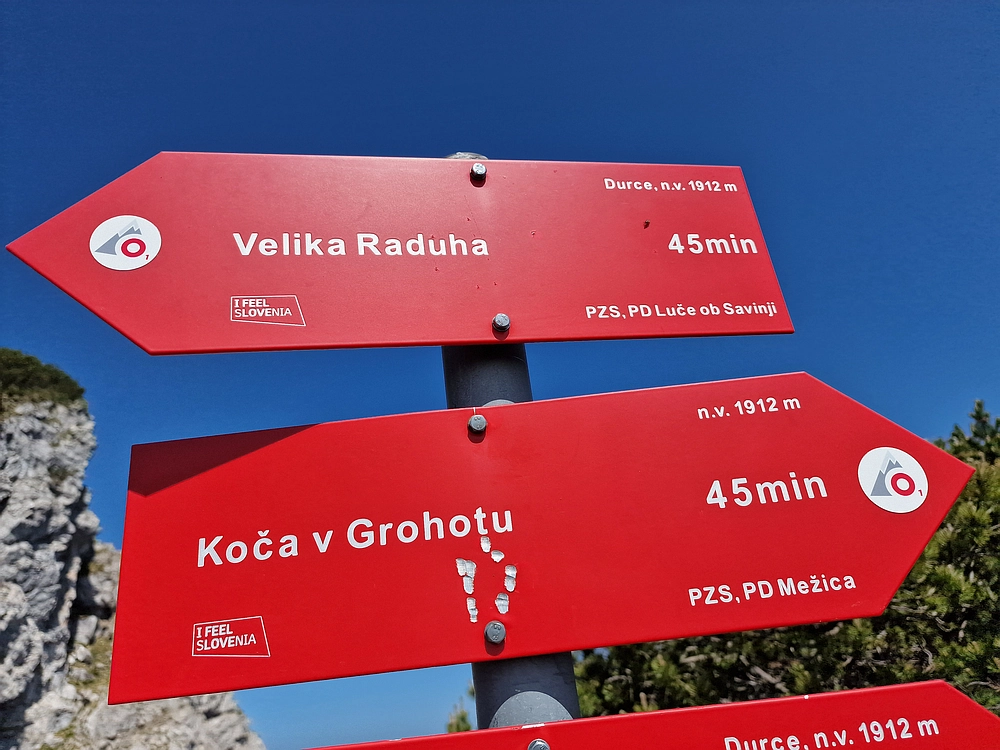 Durce, n.v. 1912 m
Velika Raduha 45min
I FEEL
SLOVENIA
PZS, PD Luče ob Savinji
n.v. 1912 m
45min
Koča v Grohotu
1
PZS, PD Mežica
I FEEL
SLOVENIA
Durce, n.v. 1912 m